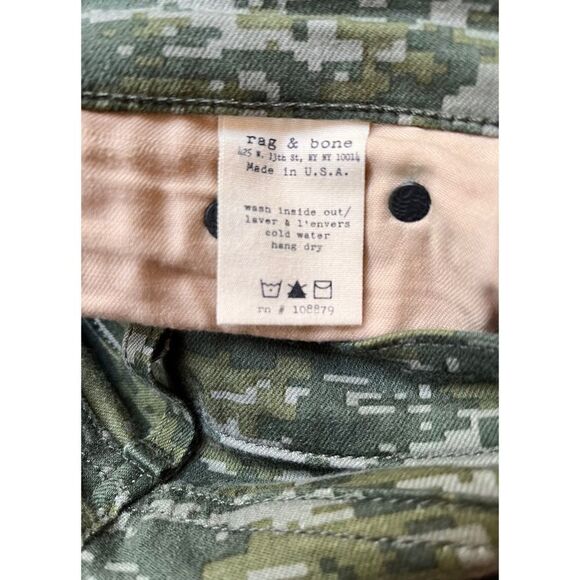 rag & bone
425 W. 13th St, NY NY 10014
Made in U.S.A.
wash inside out/
laver à l'envers
cold water
hang dry
rn # 108879